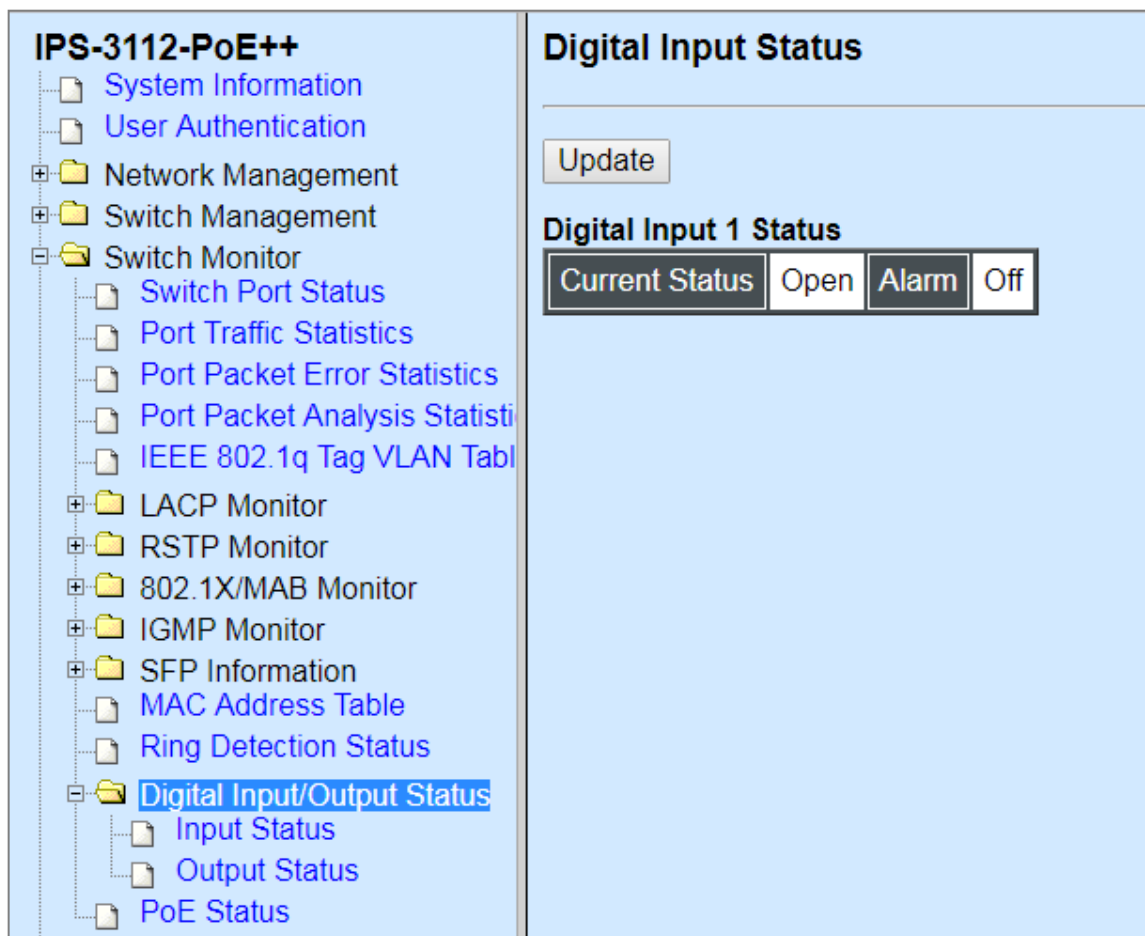 IPS-3112-PoE++
System Information
User Authentication
Network Management
Switch Management
Switch Monitor
Switch Port Status
Port Traffic Statistics
Port Packet Error Statistics
Port Packet Analysis Statisti
IEEE 802.1q Tag VLAN Tabl
LACP Monitor
RSTP Monitor
802.1X/MAB Monitor
IGMP Monitor
SFP Information
MAC Address Table
Ring Detection Status
Digital Input/Output Status
Input Status
Output Status
PoE Status
Digital Input Status
Update
Digital Input 1 Status
Current Status Open Alarm Off